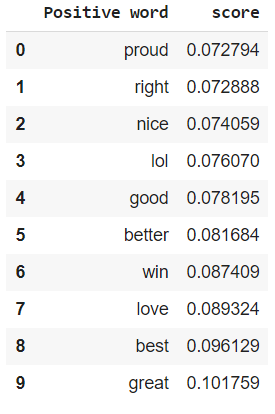 Positive word score
0 proud 0.072794
1 right 0.072888
2 nice 0.074059
3 lol 0.076070
4 good 0.078195
5 better 0.081684
6 win 0.087409
7 love 0.089324
8 best 0.096129
9 great 0.101759